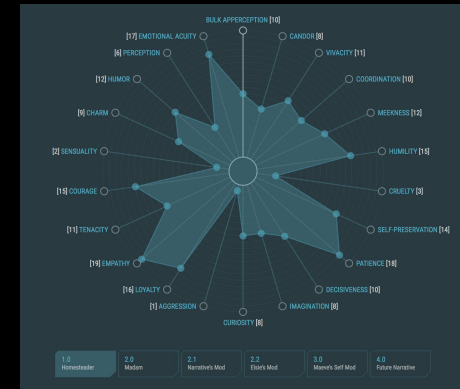 BULK APPERCEPTION [10]
[17] EMOTIONAL ACUITY
CANDOR [8]
[6] PERCEPTION
VIVACITY [11]
[12] HUMOR
COORDINATION [10]
[9] CHARM
MEEKNESS [12]
[2] SENSUALITY
HUMILITY [15]
[15] COURAGE
CRUELTY [3]
[11] TENACITY
SELF-PRESERVATION [14]
[19] EMPATHY
PATIENCE [18]
[16] LOYALTY
DECISIVENESS [10]
[1] AGGRESSION
IMAGINATION [8]
CURIOSITY [8]
1.0
Homesteader
2.0
Madam
2.1
Narrative's Mod
2.2
Elsie's Mod
3.0
Maeve's Self Mod
4.0
Future Narrative